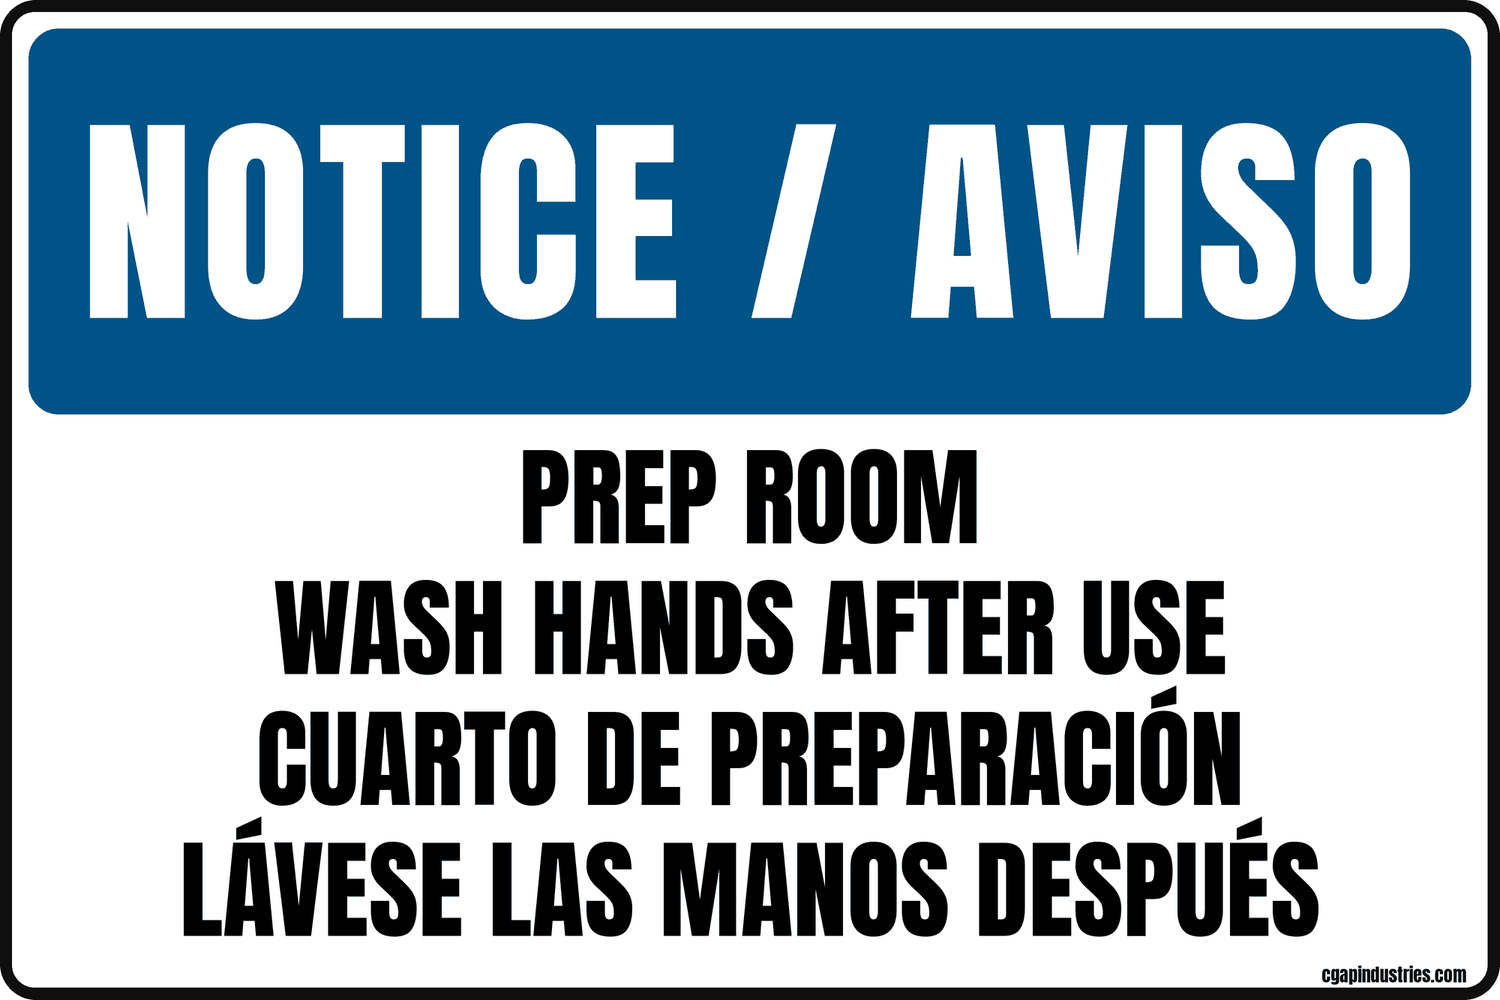 NOTICE / AVISO
PREP ROOM
WASH HANDS AFTER USE
CUARTO DE PREPARACIÓN
LÁVESE LAS MANOS DESPUÉS
cgapindustries.com